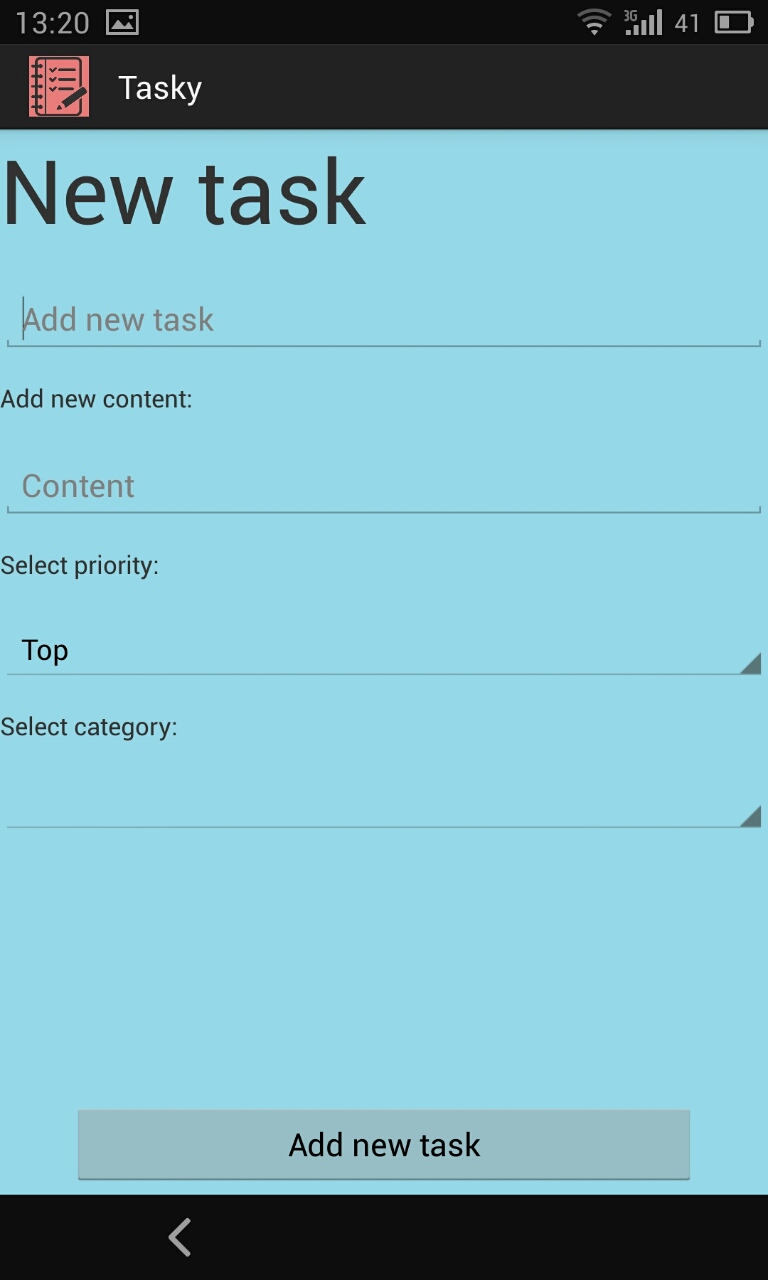 13:20 3G 41
Tasky
New task
Add new task
Add new content:
Content
Select priority:
Top
Select category:
Add new task